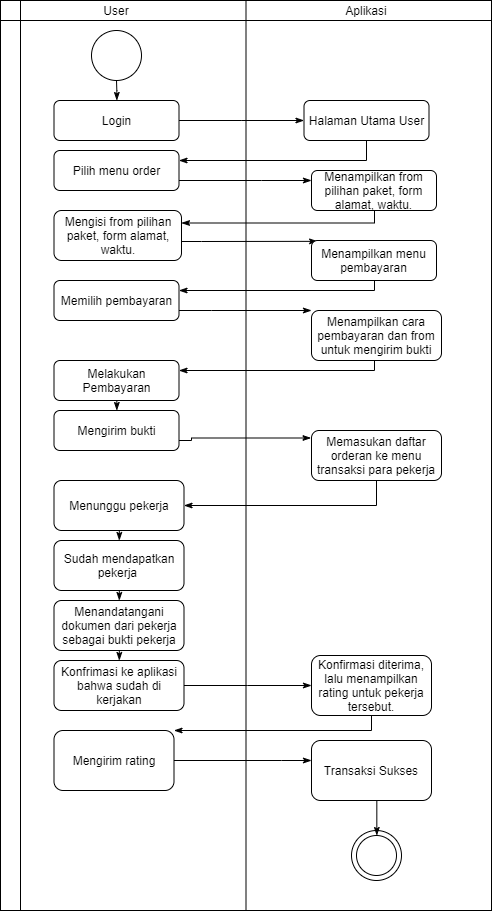 User
Aplikasi
Login
Halaman Utama User
Pilih menu order
Menampilkan from
pilihan paket, form
alamat, waktu.
Mengisi from pilihan
paket, form alamat,
waktu.
Menampilkan menu
pembayaran
Memilih pembayaran
Menampilkan cara
pembayaran dan from
untuk mengirim bukti
Melakukan
Pembayaran
Mengirim bukti
Memasukan daftar
orderan ke menu
transaksi para pekerja
Menunggu pekerja
Sudah mendapatkan
pekerja
Menandatangani
dokumen dari pekerja
sebagai bukti pekerja
Konfrimasi ke aplikasi
bahwa sudah di
kerjakan
Konfirmasi diterima,
lalu menampilkan
rating untuk pekerja
tersebut.
Mengirim rating
Transaksi Sukses